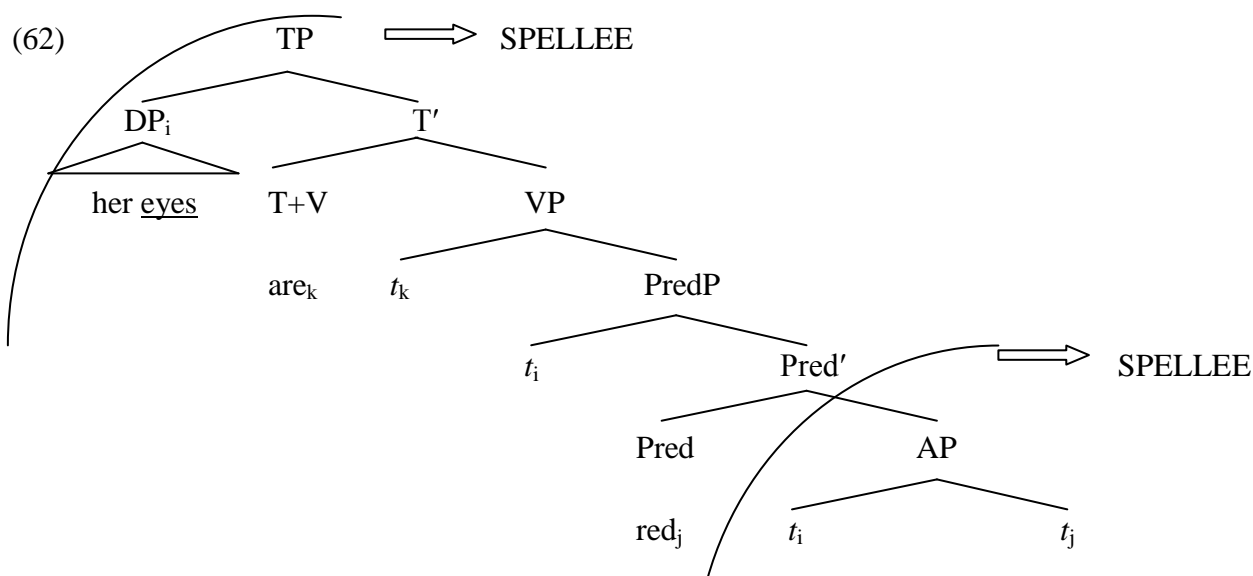 (62) TP SPELLEE
DPᵢ T′
her eyes T+V VP
areₖ tₖ PredP
tᵢ Pred′ SPELLEE
Pred AP
redⱼ tᵢ tⱼ